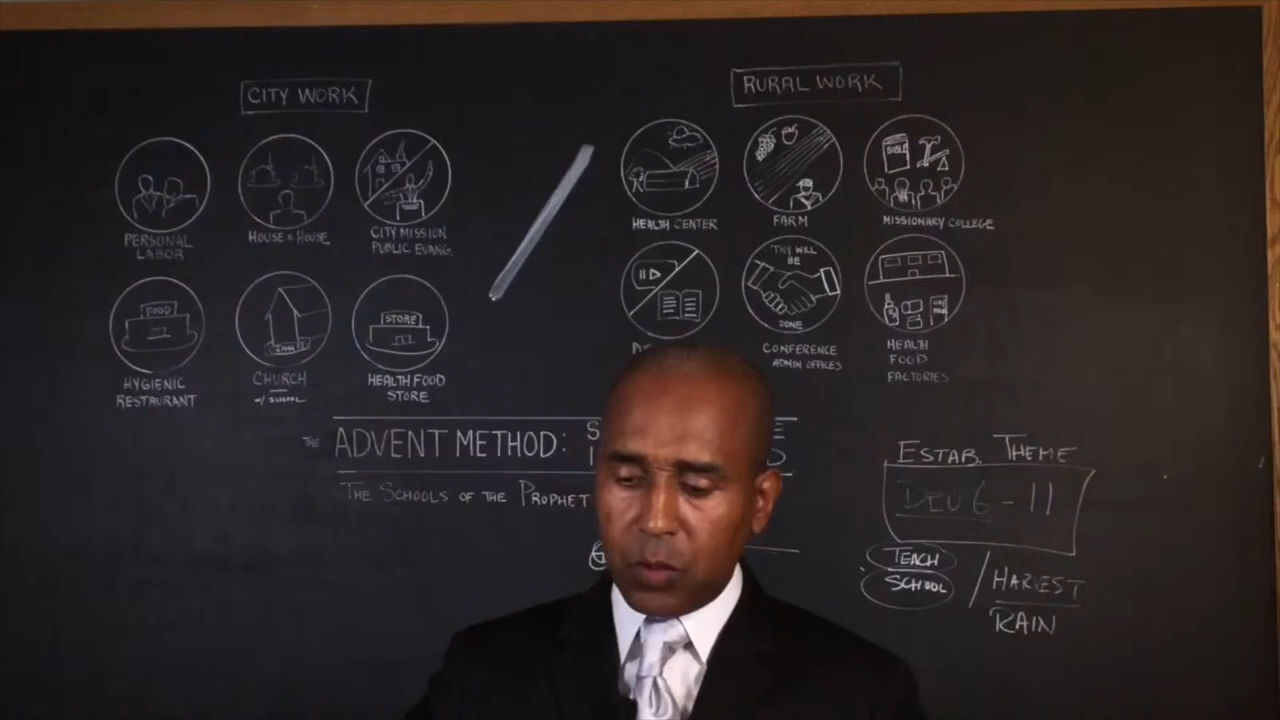 CITY WORK
PERSONAL
LABOR
HOUSE 2 HOUSE
CITY MISSION
PUBLIC EVANG.
FOOD
HYGIENIC
RESTAURANT
CHURCH
W/ SCHOOL
STORE
HEALTH FOOD
STORE
RURAL WORK
HEALTH CENTER
FARM
BIBLE
MISSIONARY COLLEGE
THY WILL
BE
DONE
CONFERENCE
ADMIN OFFICES
HEALTH
FOOD
FACTORIES
THE ADVENT METHOD:
THE SCHOOLS OF THE PROPHET
ESTAB. THEME
DEU 6 - 11
TEACH
SCHOOL
/ HARVEST
RAIN